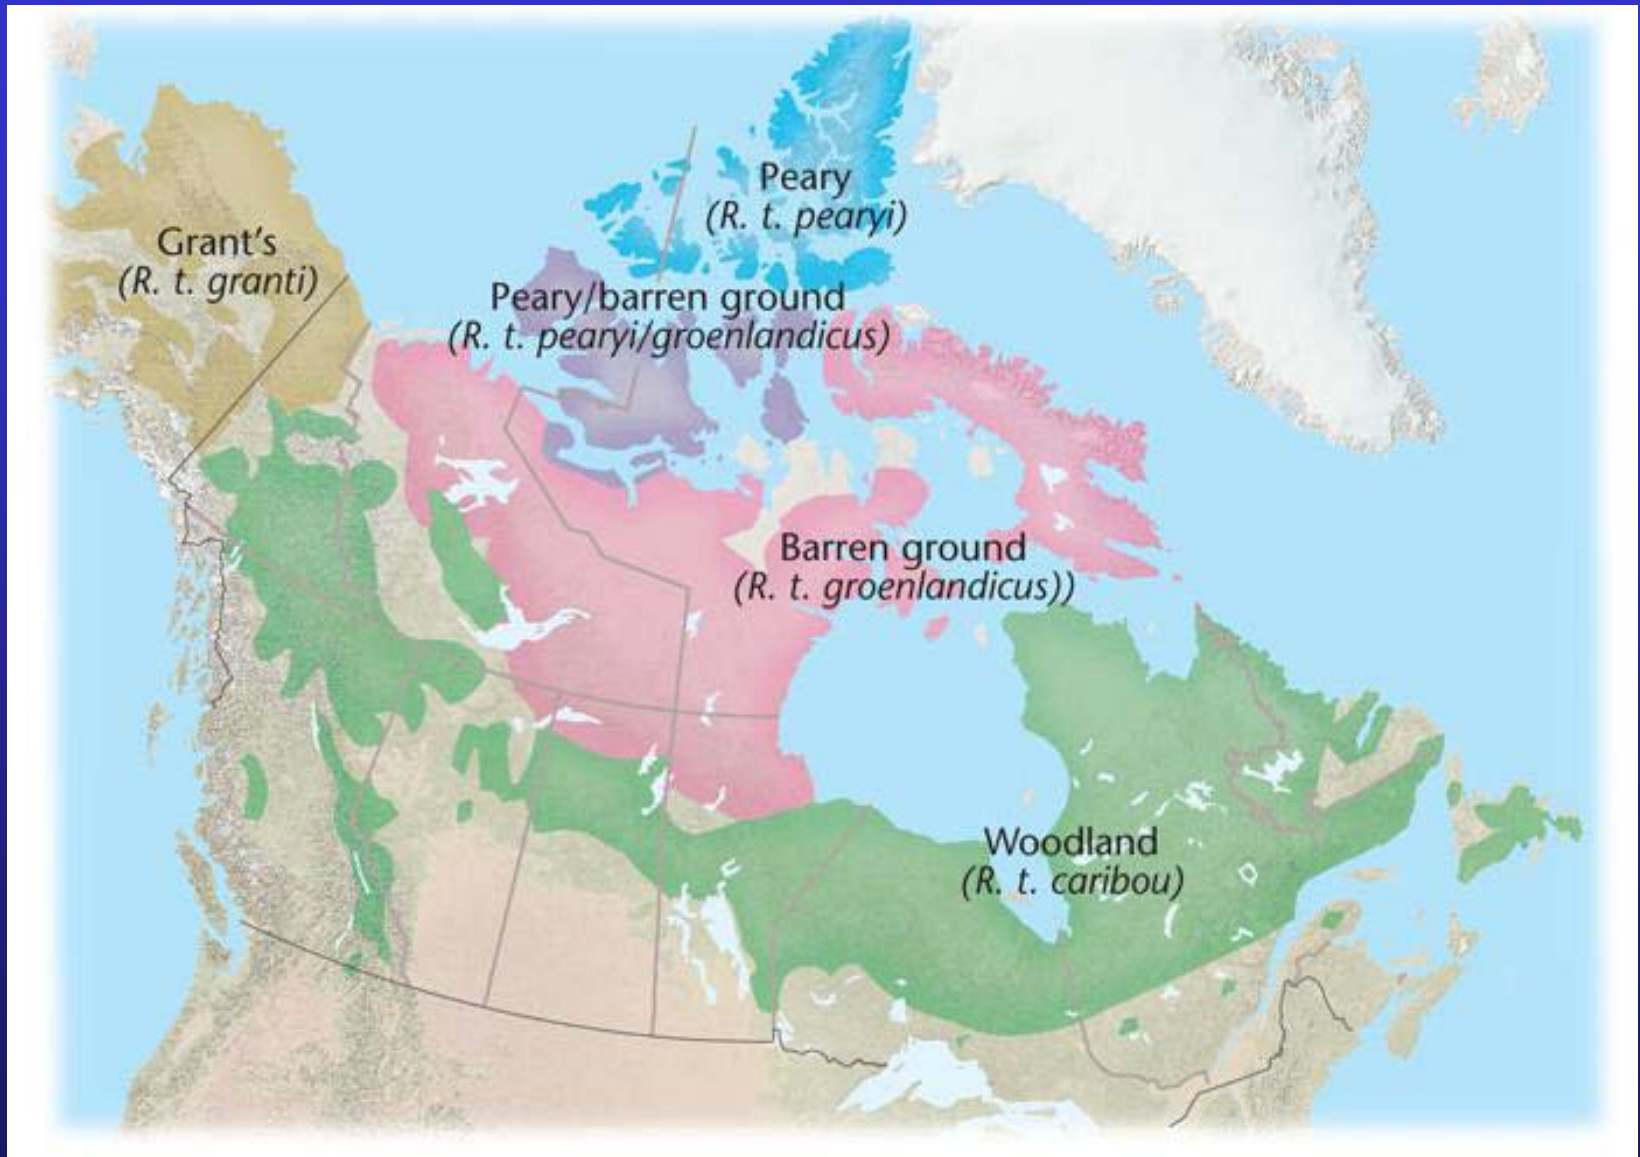 Peary
(R. t. pearyi)
Grant's
(R. t. granti)
Peary/barren ground
(R. t. pearyi/groenlandicus)
Barren ground
(R. t. groenlandicus))
Woodland
(R. t. caribou)